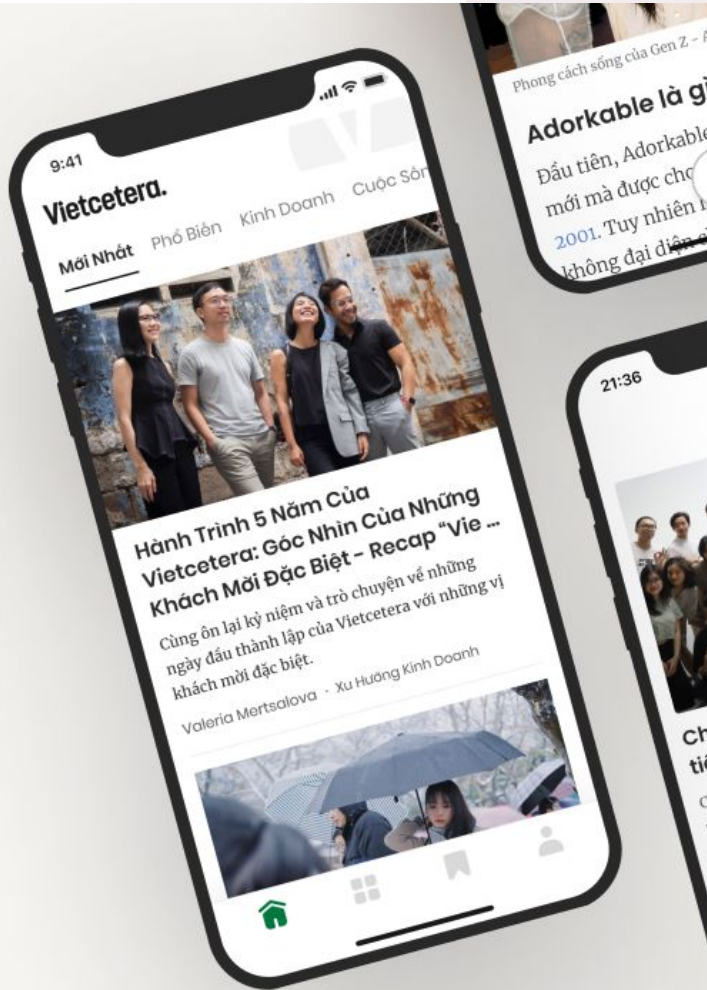 9:41
Vietcetera.
Mới Nhất Phổ Biến Kinh Doanh Cuộc Sốn
Hành Trình 5 Năm Của
Vietcetera: Góc Nhìn Của Những
Khách Mời Đặc Biệt - Recap “Vie ...
Cùng ôn lại kỷ niệm và trò chuyện về những
ngày đầu thành lập của Vietcetera với những vị
khách mời đặc biệt.
Valeria Mertsalova · Xu Hướng Kinh Doanh
Phong cách sống của Gen Z - A
Adorkable là gì
Đầu tiên, Adorkable
mới mà được cho
2001. Tuy nhiên
không đại diện
21:36
Ch
tiê